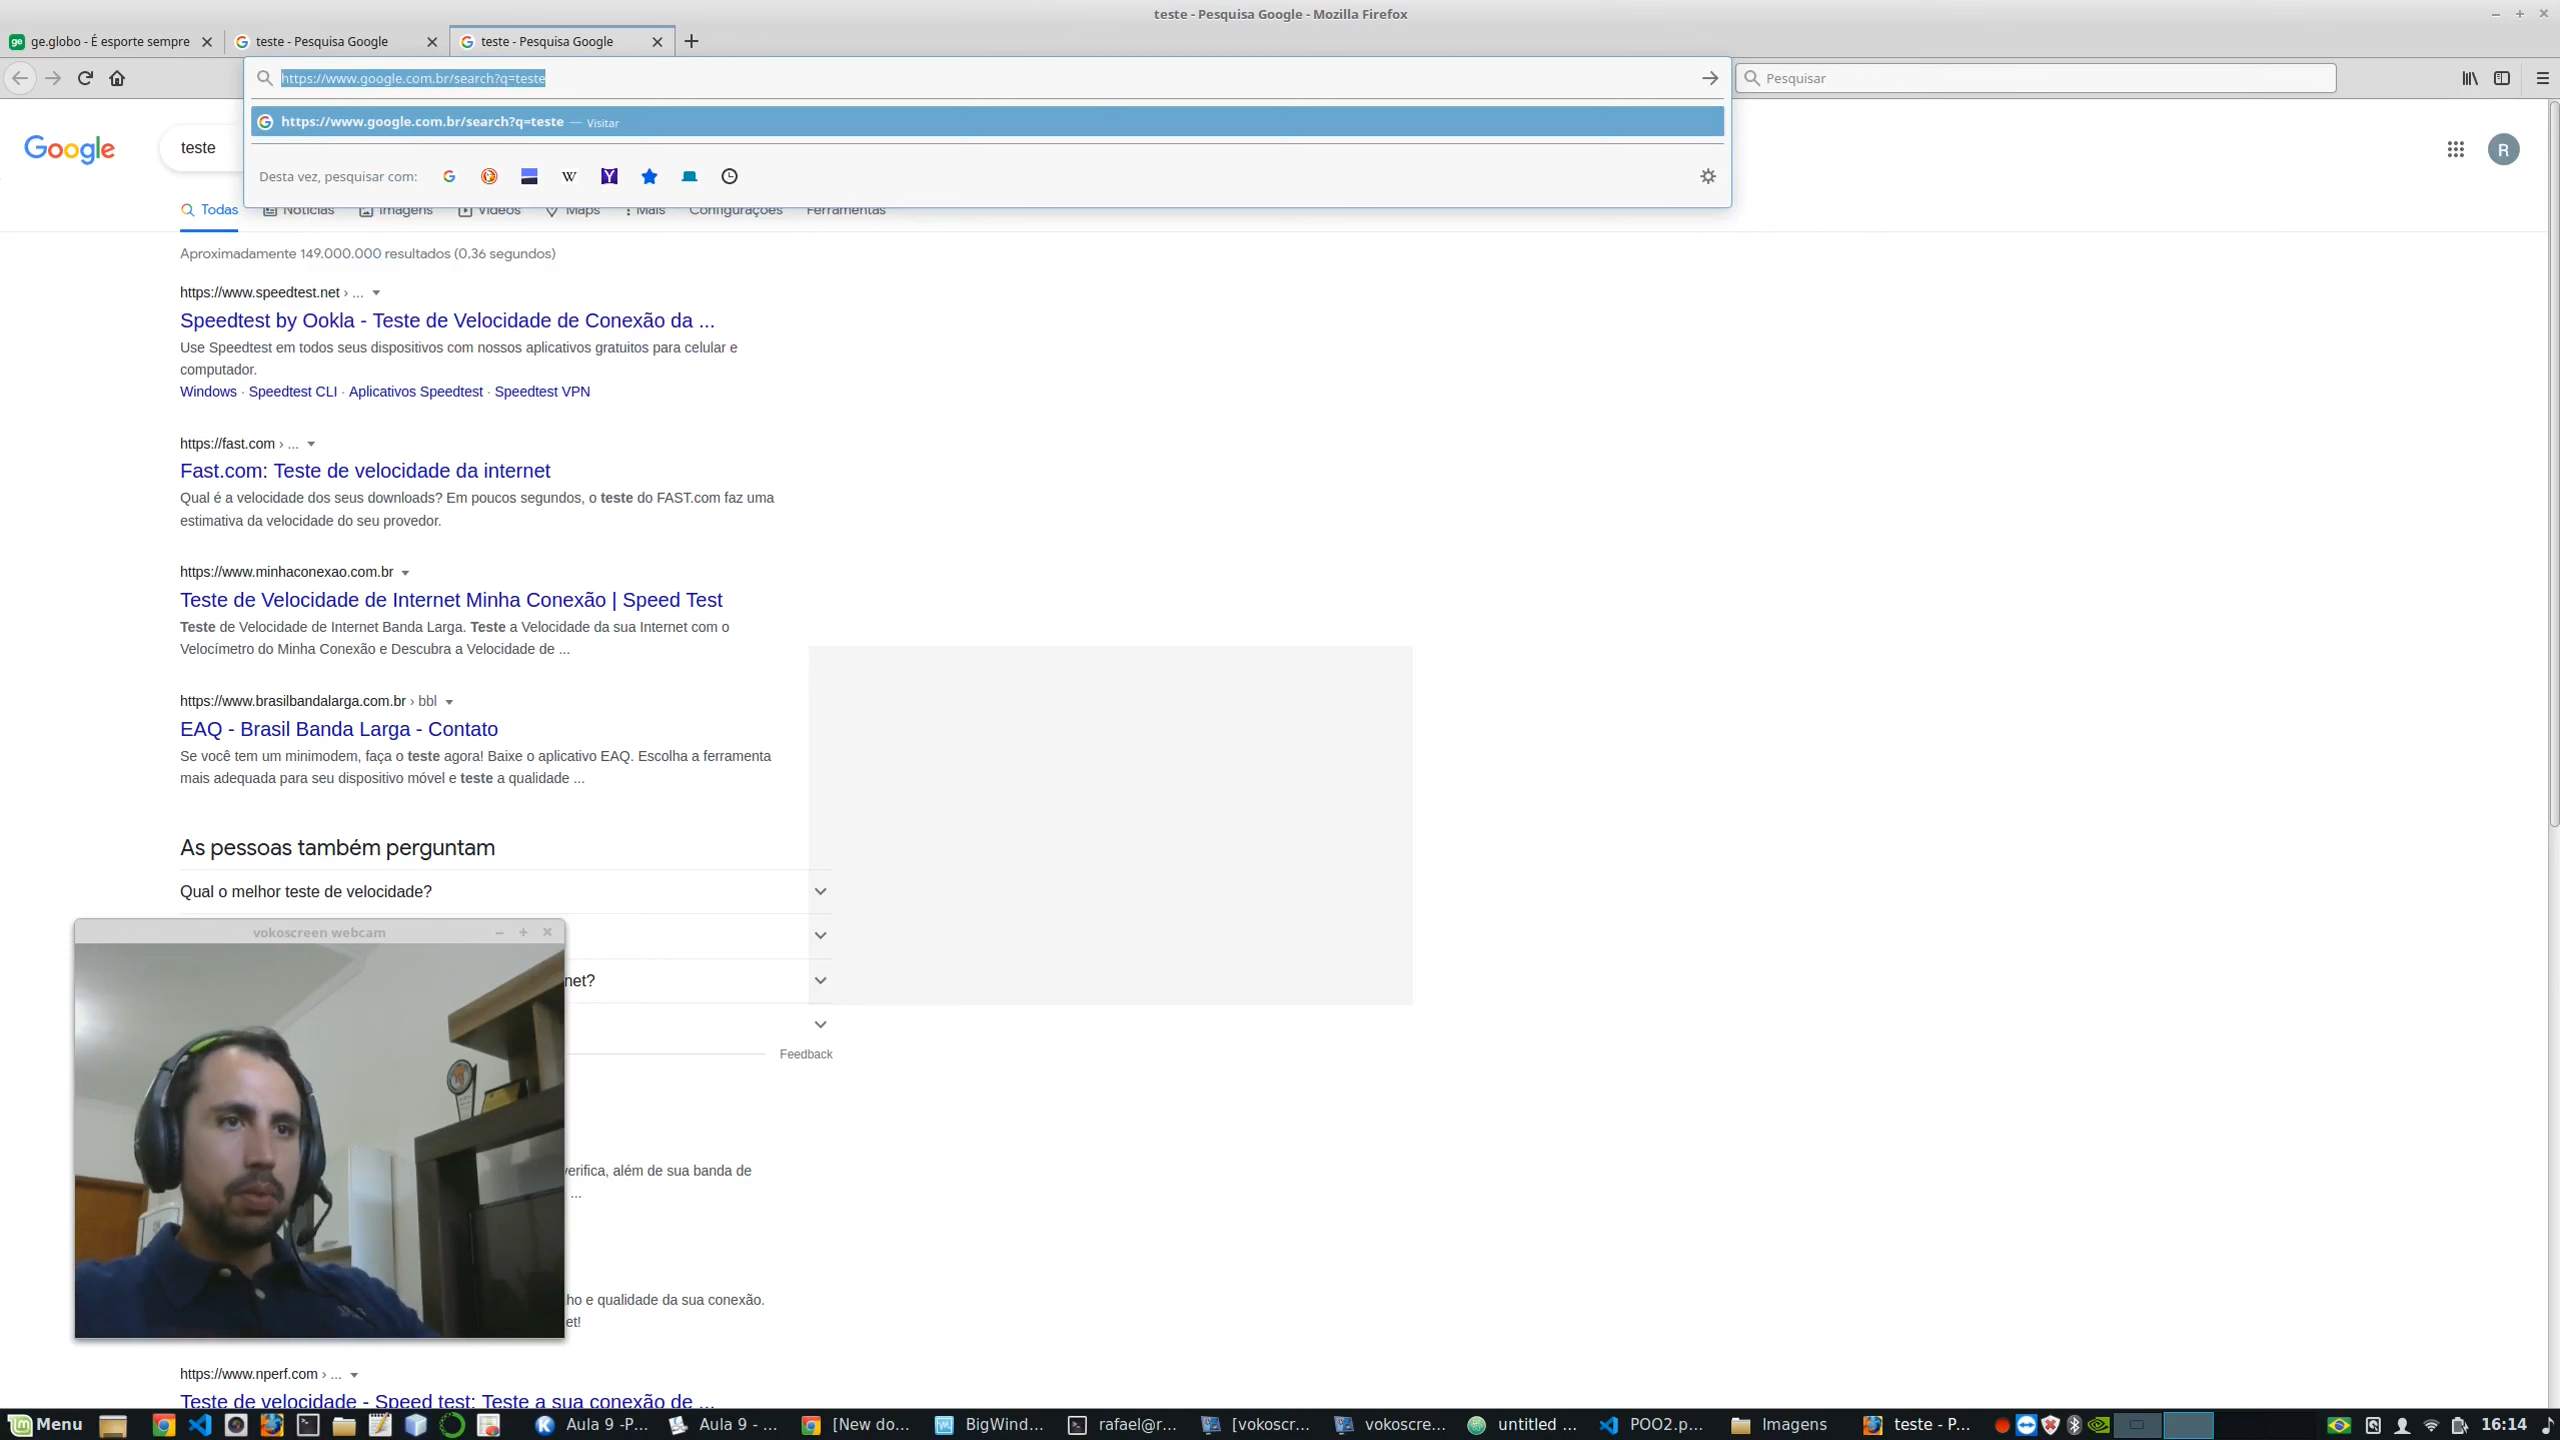 teste - Pesquisa Google - Mozilla Firefox
ge ge.globo - É esporte sempre
teste - Pesquisa Google
teste - Pesquisa Google
https://www.google.com.br/search?q=teste
Pesquisar
https://www.google.com.br/search?q=teste — Visitar
Google
teste
R
Desta vez, pesquisar com: G W Y
Todas Notícias Imagens Vídeos Maps Mais Configurações Ferramentas
Aproximadamente 149.000.000 resultados (0,36 segundos)
https://www.speedtest.net › ...
Speedtest by Ookla - Teste de Velocidade de Conexão da ...
Use Speedtest em todos seus dispositivos com nossos aplicativos gratuitos para celular e
computador.
Windows · Speedtest CLI · Aplicativos Speedtest · Speedtest VPN
https://fast.com › ...
Fast.com: Teste de velocidade da internet
Qual é a velocidade dos seus downloads? Em poucos segundos, o teste do FAST.com faz uma
estimativa da velocidade do seu provedor.
https://www.minhaconexao.com.br
Teste de Velocidade de Internet Minha Conexão | Speed Test
Teste de Velocidade de Internet Banda Larga. Teste a Velocidade da sua Internet com o
Velocímetro do Minha Conexão e Descubra a Velocidade de ...
https://www.brasilbandalarga.com.br › bbl
EAQ - Brasil Banda Larga - Contato
Se você tem um minimodem, faça o teste agora! Baixe o aplicativo EAQ. Escolha a ferramenta
mais adequada para seu dispositivo móvel e teste a qualidade ...
As pessoas também perguntam
Qual o melhor teste de velocidade?
vokoscreen webcam
net?
Feedback
verifica, além de sua banda de
...
ho e qualidade da sua conexão.
et!
https://www.nperf.com › ...
Teste de velocidade - Speed test: Teste a sua conexão de ...
Menu
K Aula 9 -P...
Aula 9 - ...
[New do...
BigWind...
rafael@r...
[vokoscr...
vokoscre...
untitled ...
POO2.p...
Imagens
teste - P...
16:14